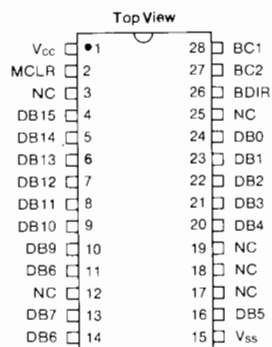 Top View
Vcc 1 28 BC1
MCLR 2 27 BC2
NC 3 26 BDIR
DB15 4 25 NC
DB14 5 24 DB0
DB13 6 23 DB1
DB12 7 22 DB2
DB11 8 21 DB3
DB10 9 20 DB4
DB9 10 19 NC
DB6 11 18 NC
NC 12 17 NC
DB7 13 16 DB5
DB6 14 15 Vss